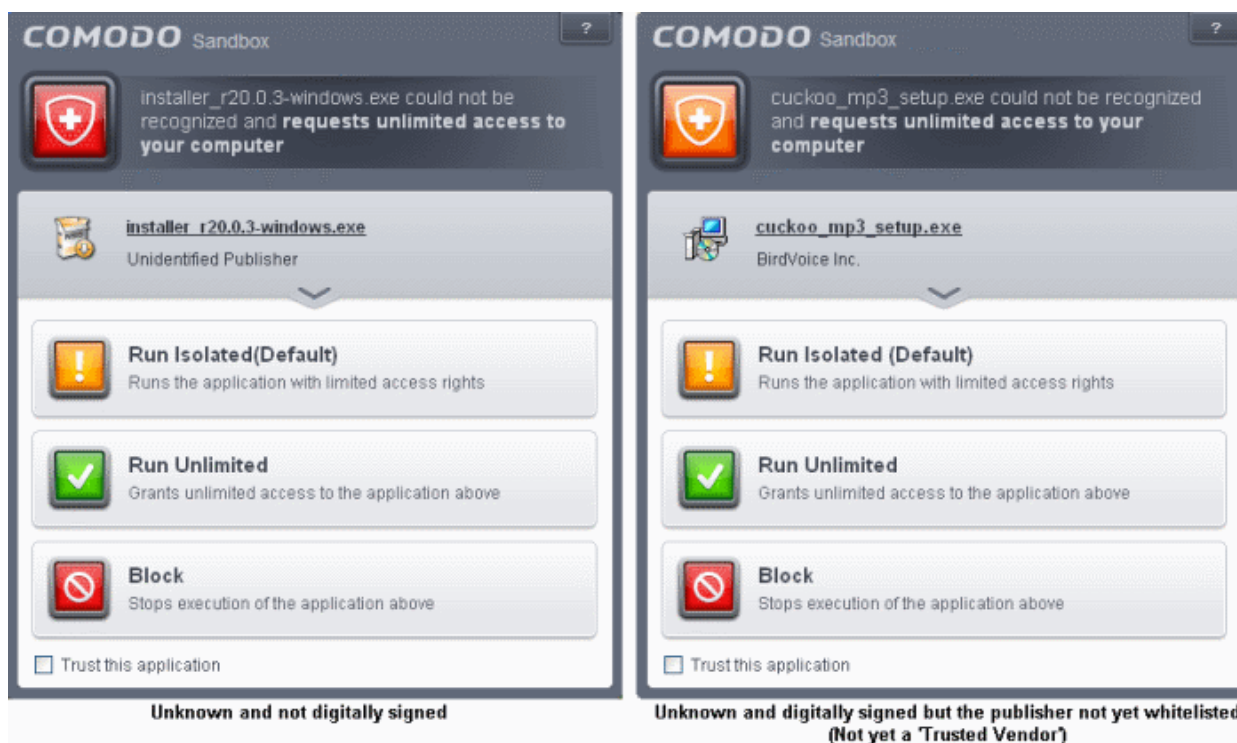 COMODO Sandbox
?
installer_r20.0.3-windows.exe could not be
recognized and requests unlimited access to
your computer
installer_r20.0.3-windows.exe
Unidentified Publisher
Run Isolated(Default)
Runs the application with limited access rights
Run Unlimited
Grants unlimited access to the application above
Block
Stops execution of the application above
Trust this application
Unknown and not digitally signed
COMODO Sandbox
?
cuckoo_mp3_setup.exe could not be recognized
and requests unlimited access to your
computer
cuckoo_mp3_setup.exe
BirdVoice Inc.
Run Isolated (Default)
Runs the application with limited access rights
Run Unlimited
Grants unlimited access to the application above
Block
Stops execution of the application above
Trust this application
Unknown and digitally signed but the publisher not yet whitelisted
(Not yet a 'Trusted Vendor')